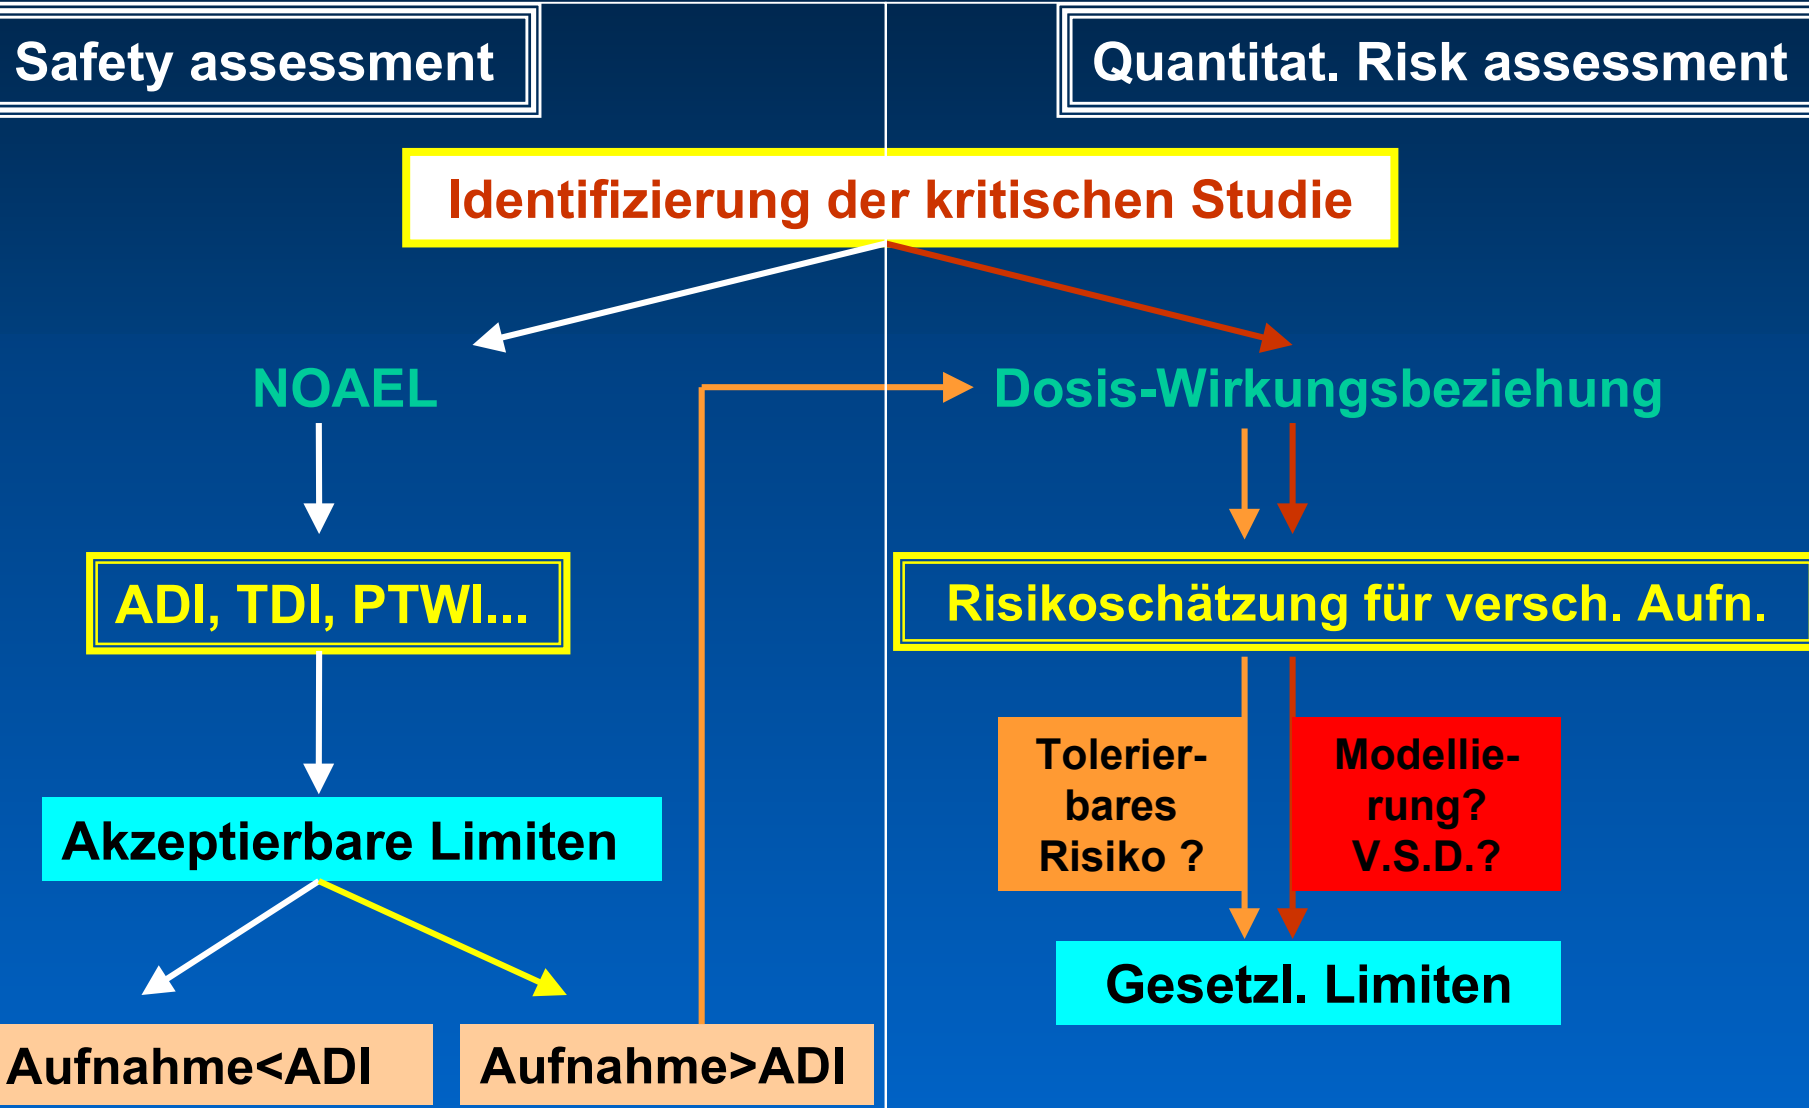 Safety assessment
Quantitat. Risk assessment
Identifizierung der kritischen Studie
NOAEL
Dosis-Wirkungsbeziehung
ADI, TDI, PTWI...
Risikoschätzung für versch. Aufn.
Tolerier-
bares
Risiko ?
Modellie-
rung?
V.S.D.?
Akzeptierbare Limiten
Gesetzl. Limiten
Aufnahme<ADI
Aufnahme>ADI